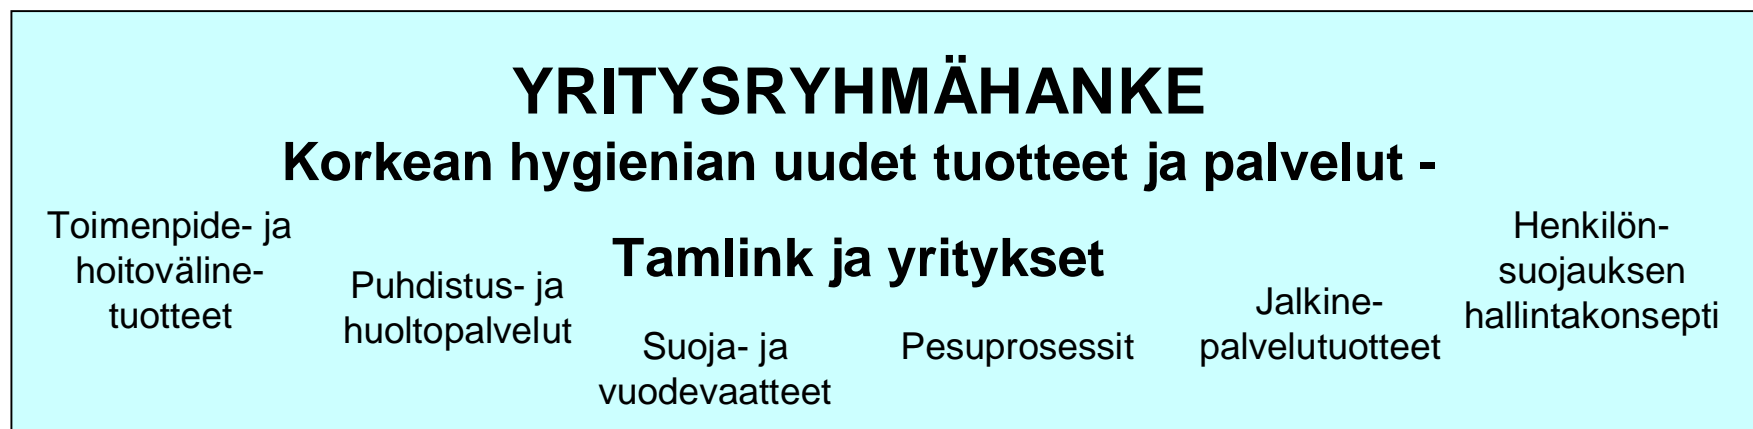 YRITYSRYHMÄHANKE
Korkean hygienian uudet tuotteet ja palvelut -
Tamlink ja yritykset
Toimenpide- ja
hoitoväline-
tuotteet
Puhdistus- ja
huoltopalvelut
Suoja- ja
vuodevaatteet
Pesuprosessit
Jalkine-
palvelutuotteet
Henkilön-
suojauksen
hallintakonsepti